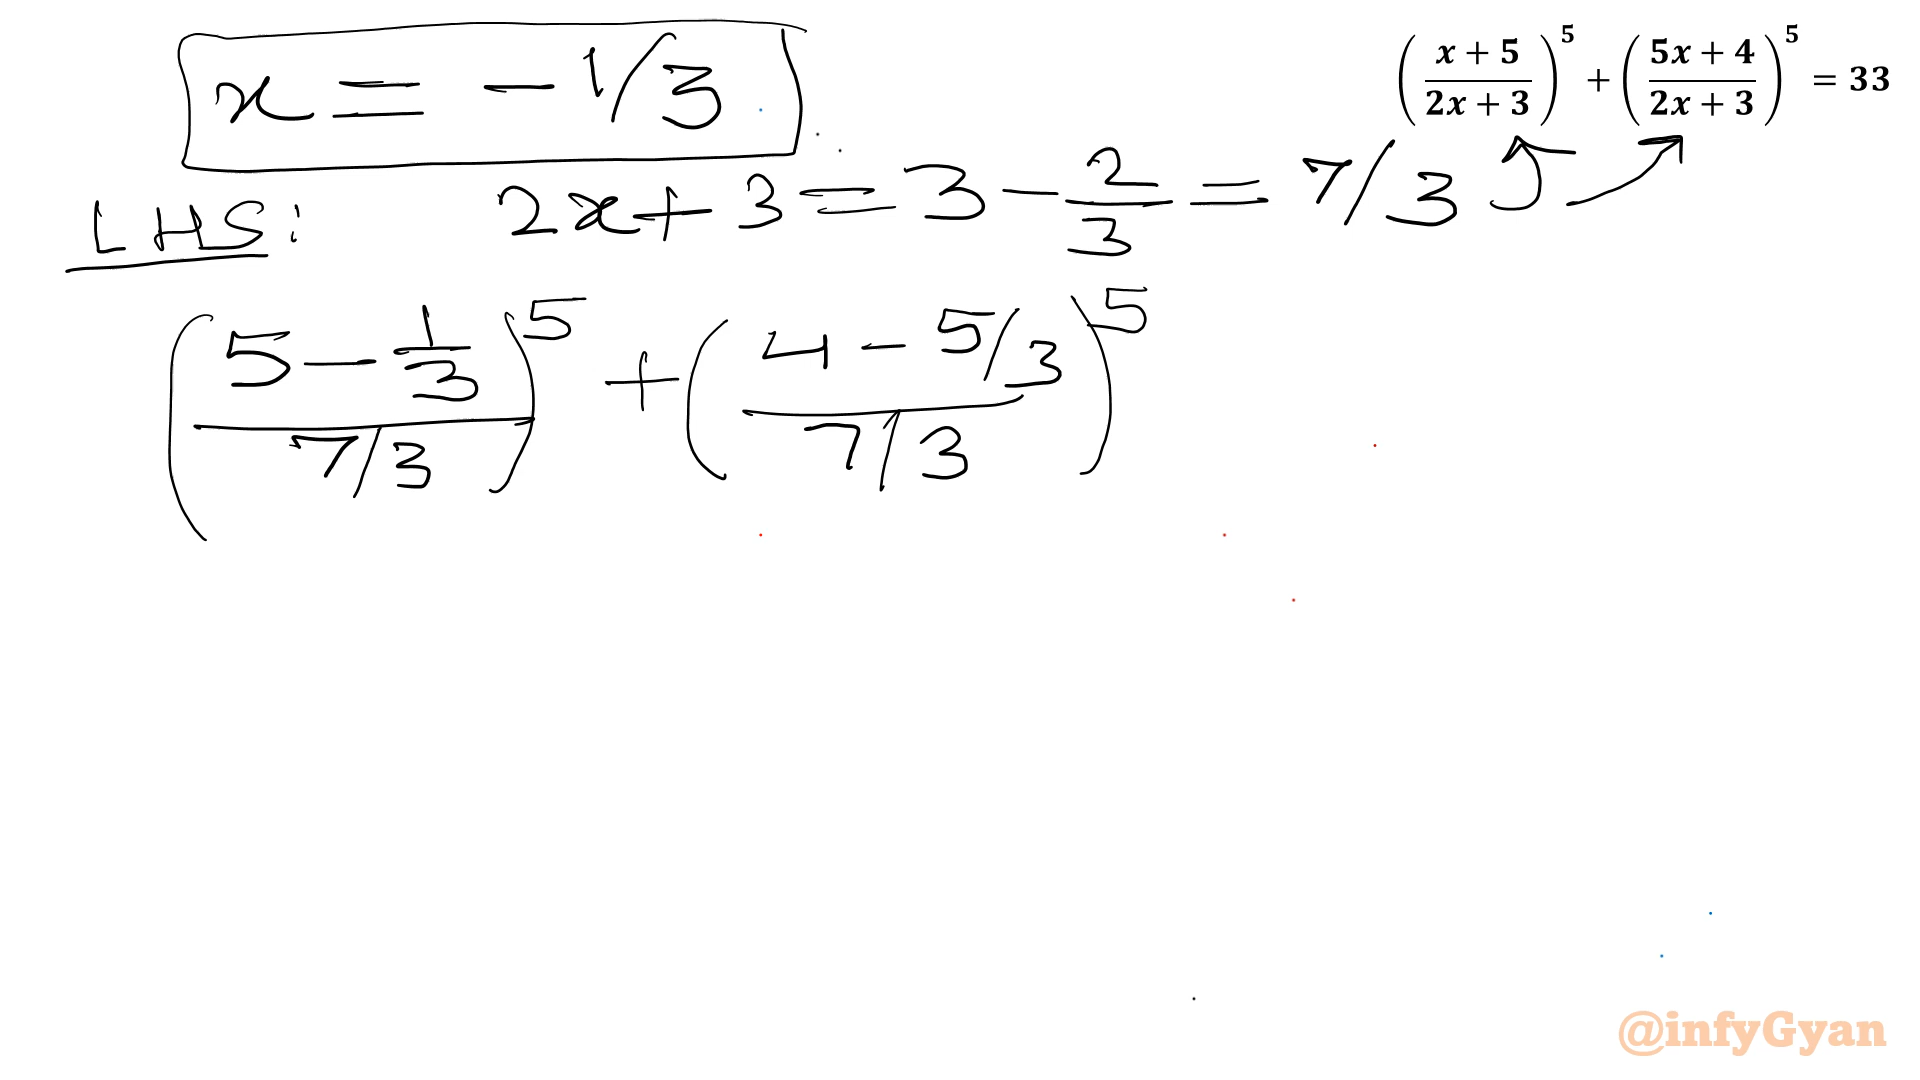 x = - 1/3
((x + 5)/(2x + 3))^5 + ((5x + 4)/(2x + 3))^5 = 33
LHS: 2x + 3 = 3 - 2/3 = 7/3
((5 - 1/3)/(7/3))^5 + ((4 - 5/3)/(7/3))^5
@infyGyan